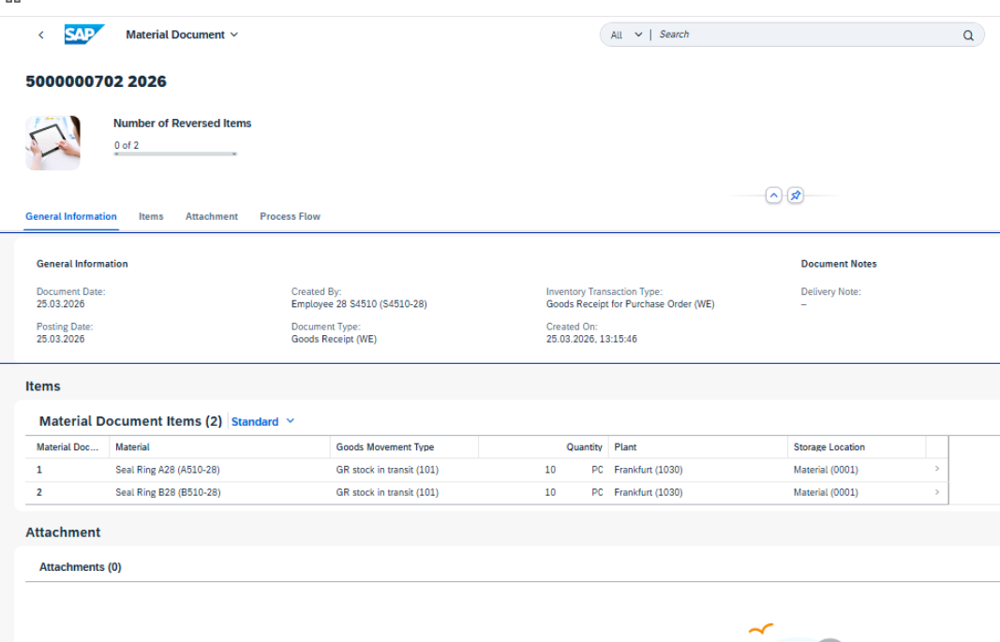 SAP Material Document
All | Search
5000000702 2026
Number of Reversed Items
0 of 2
General Information Items Attachment Process Flow
General Information Document Notes
Document Date: Created By: Inventory Transaction Type: Delivery Note:
25.03.2026 Employee 28 S4510 (S4510-28) Goods Receipt for Purchase Order (WE) –
Posting Date: Document Type: Created On:
25.03.2026 Goods Receipt (WE) 25.03.2026, 13:15:46
Items
Material Document Items (2) Standard
Material Doc... Material Goods Movement Type Quantity Plant Storage Location
1 Seal Ring A28 (A510-28) GR stock in transit (101) 10 PC Frankfurt (1030) Material (0001)
2 Seal Ring B28 (B510-28) GR stock in transit (101) 10 PC Frankfurt (1030) Material (0001)
Attachment
Attachments (0)